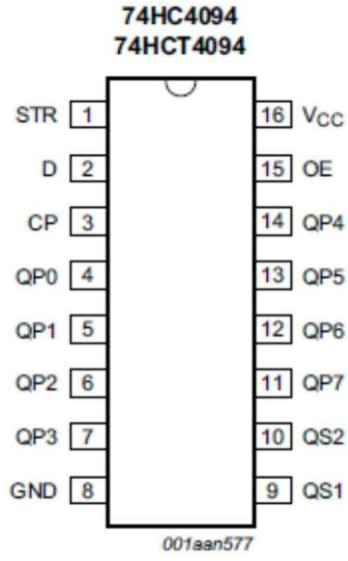 74HC4094
74HCT4094
STR 1 16 VCC
D 2 15 OE
CP 3 14 QP4
QP0 4 13 QP5
QP1 5 12 QP6
QP2 6 11 QP7
QP3 7 10 QS2
GND 8 9 QS1
001aan577